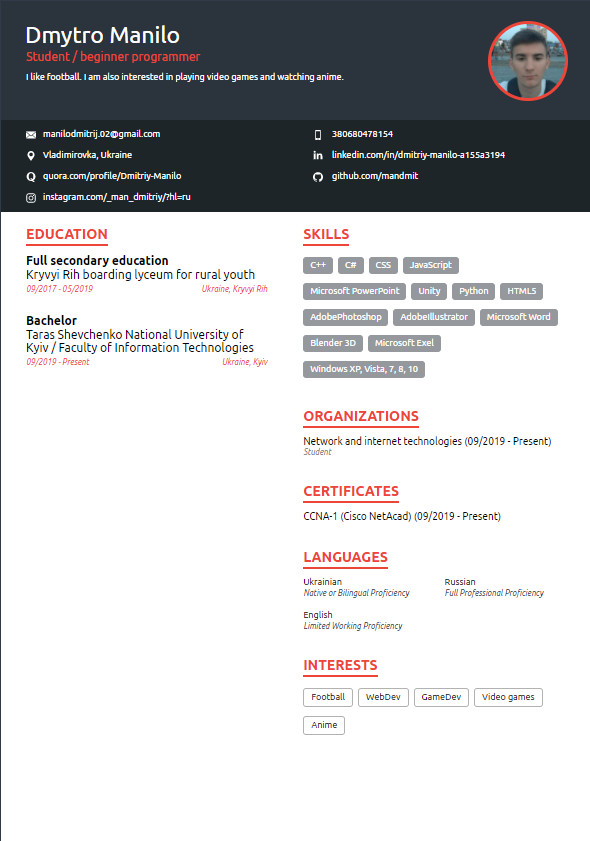 Dmytro Manilo
Student / beginner programmer
I like football. I am also interested in playing video games and watching anime.
manilodmitrij.02@gmail.com
380680478154
Vladimirovka, Ukraine
linkedin.com/in/dmitriy-manilo-a155a3194
quora.com/profile/Dmitriy-Manilo
github.com/mandmit
instagram.com/_man_dmitriy/?hl=ru
EDUCATION
Full secondary education
Kryvyi Rih boarding lyceum for rural youth
09/2017 - 05/2019 Ukraine, Kryvyi Rih
Bachelor
Taras Shevchenko National University of
Kyiv / Faculty of Information Technologies
09/2019 - Present Ukraine, Kyiv
SKILLS
C++ C# CSS JavaScript
Microsoft PowerPoint Unity Python HTML5
AdobePhotoshop AdobeIllustrator Microsoft Word
Blender 3D Microsoft Exel
Windows XP, Vista, 7, 8, 10
ORGANIZATIONS
Network and internet technologies (09/2019 - Present)
Student
CERTIFICATES
CCNA-1 (Cisco NetAcad) (09/2019 - Present)
LANGUAGES
Ukrainian Russian
Native or Bilingual Proficiency Full Professional Proficiency
English
Limited Working Proficiency
INTERESTS
Football WebDev GameDev Video games
Anime